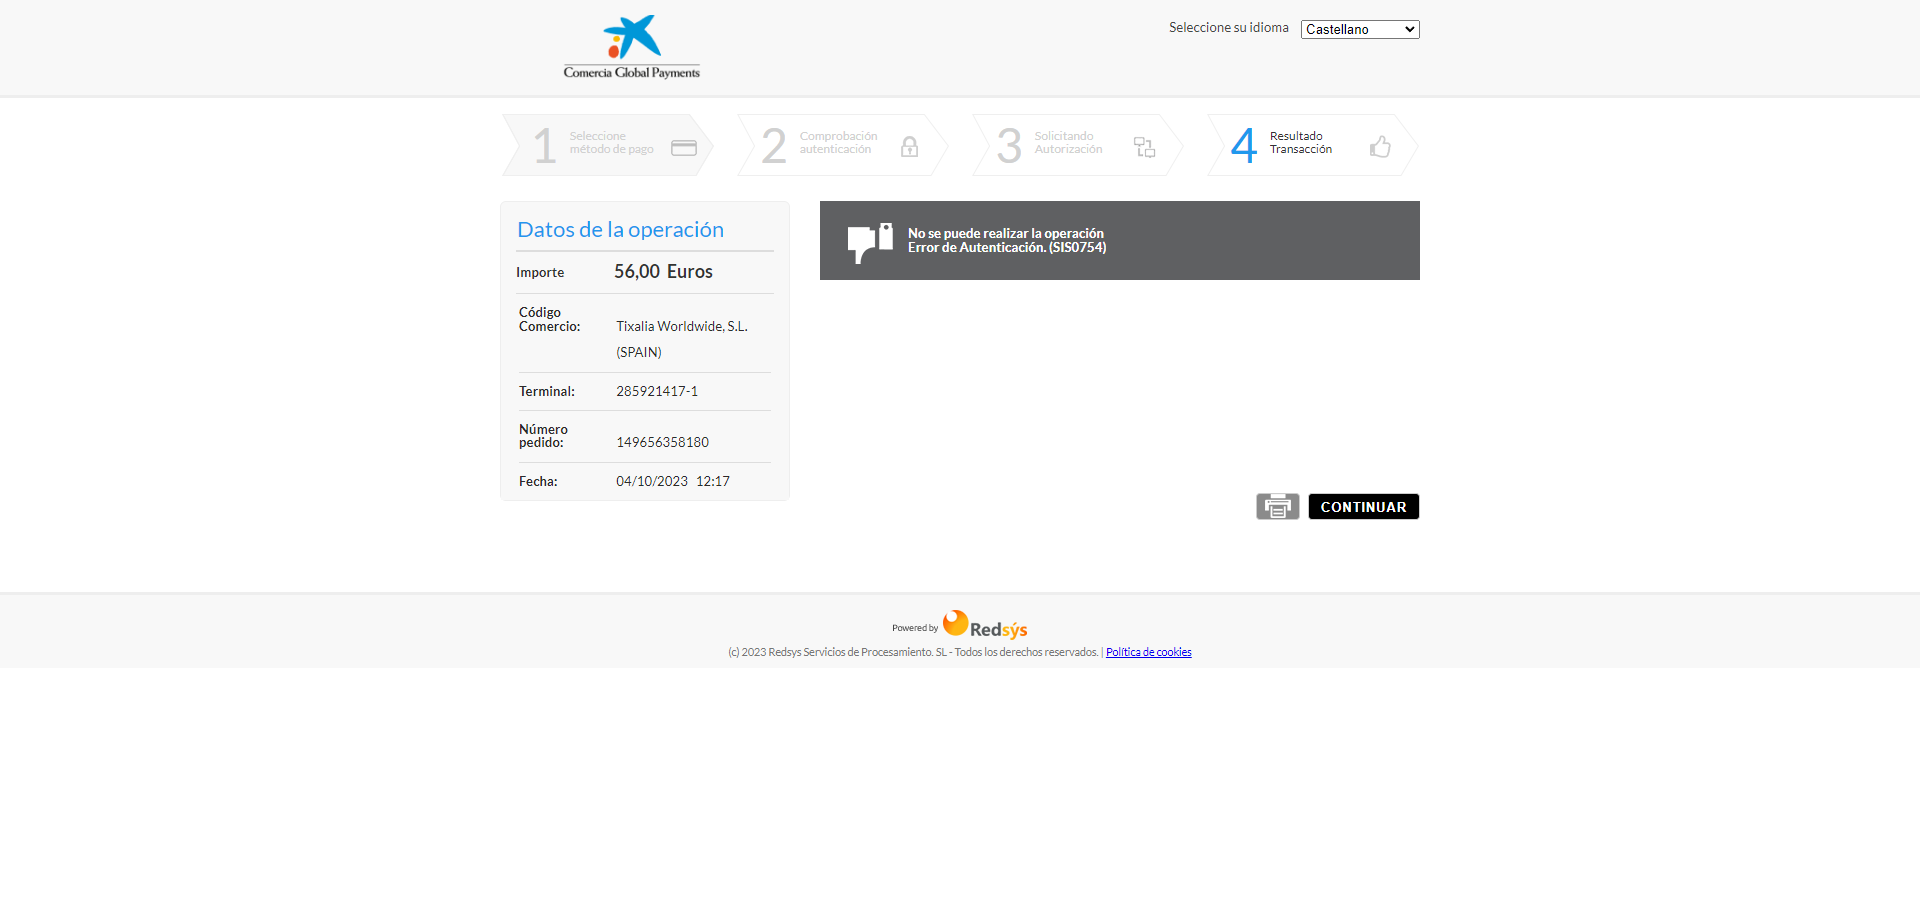 Comercia Global Payments
Seleccione su idioma
Castellano
1
Seleccione
método de pago
2
Comprobación
autenticación
3
Solicitando
Autorización
4
Resultado
Transacción
Datos de la operación
Importe 56,00 Euros
Código
Comercio: Tixalia Worldwide, S.L.
(SPAIN)
Terminal: 285921417-1
Número
pedido: 149656358180
Fecha: 04/10/2023 12:17
No se puede realizar la operación
Error de Autenticación. (SIS0754)
CONTINUAR
Powered by Redsýs
(c) 2023 Redsys Servicios de Procesamiento. SL - Todos los derechos reservados. | Política de cookies